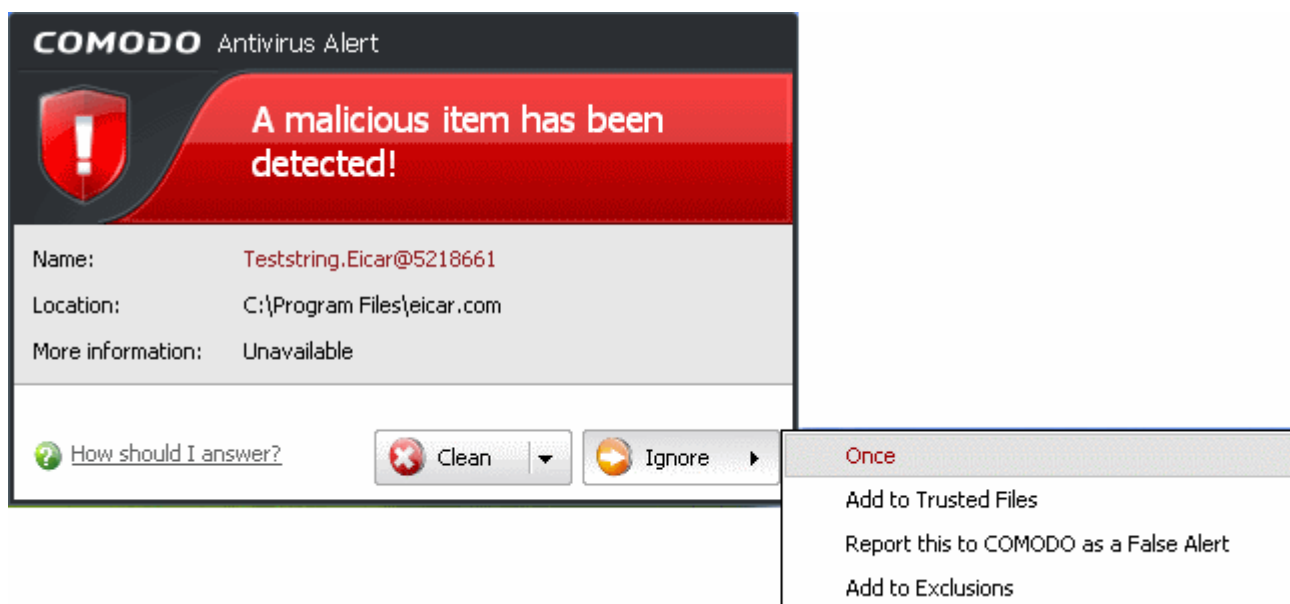 COMODO Antivirus Alert
A malicious item has been
detected!
Name: Teststring.Eicar@5218661
Location: C:\Program Files\eicar.com
More information: Unavailable
How should I answer? Clean Ignore
Once
Add to Trusted Files
Report this to COMODO as a False Alert
Add to Exclusions